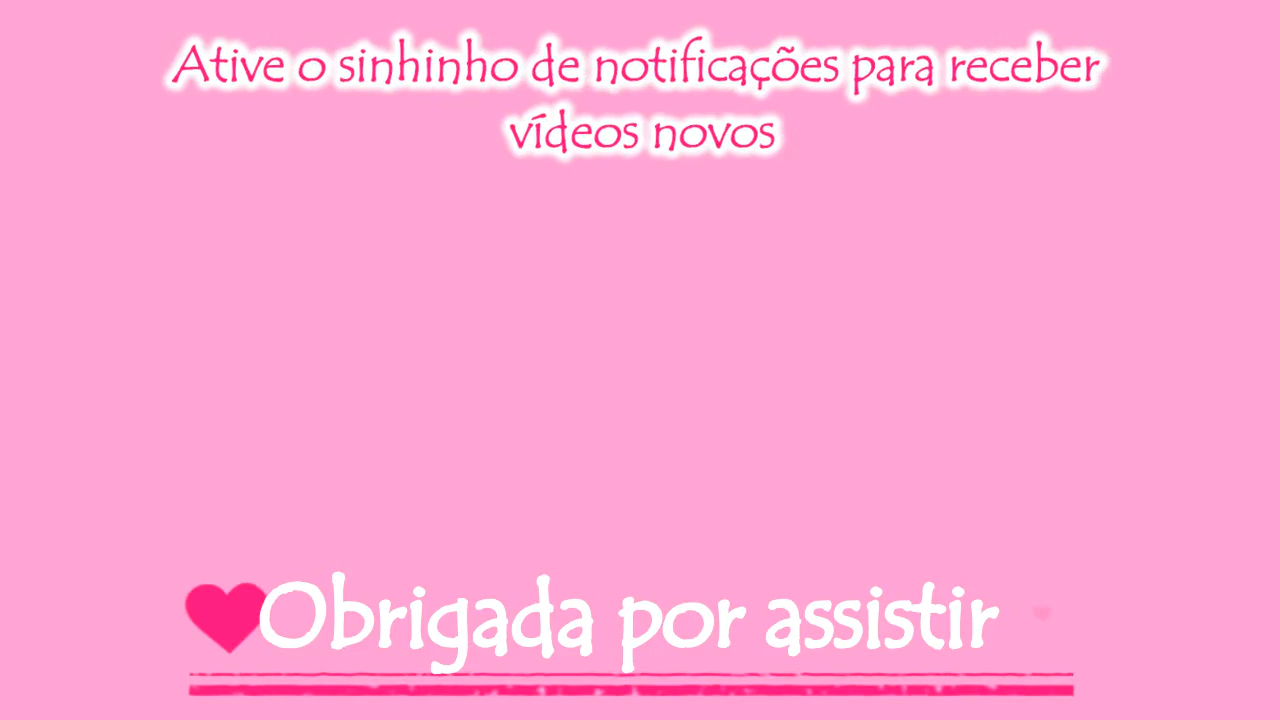 Ative o sinhinho de notificações para receber
vídeos novos
Obrigada por assistir